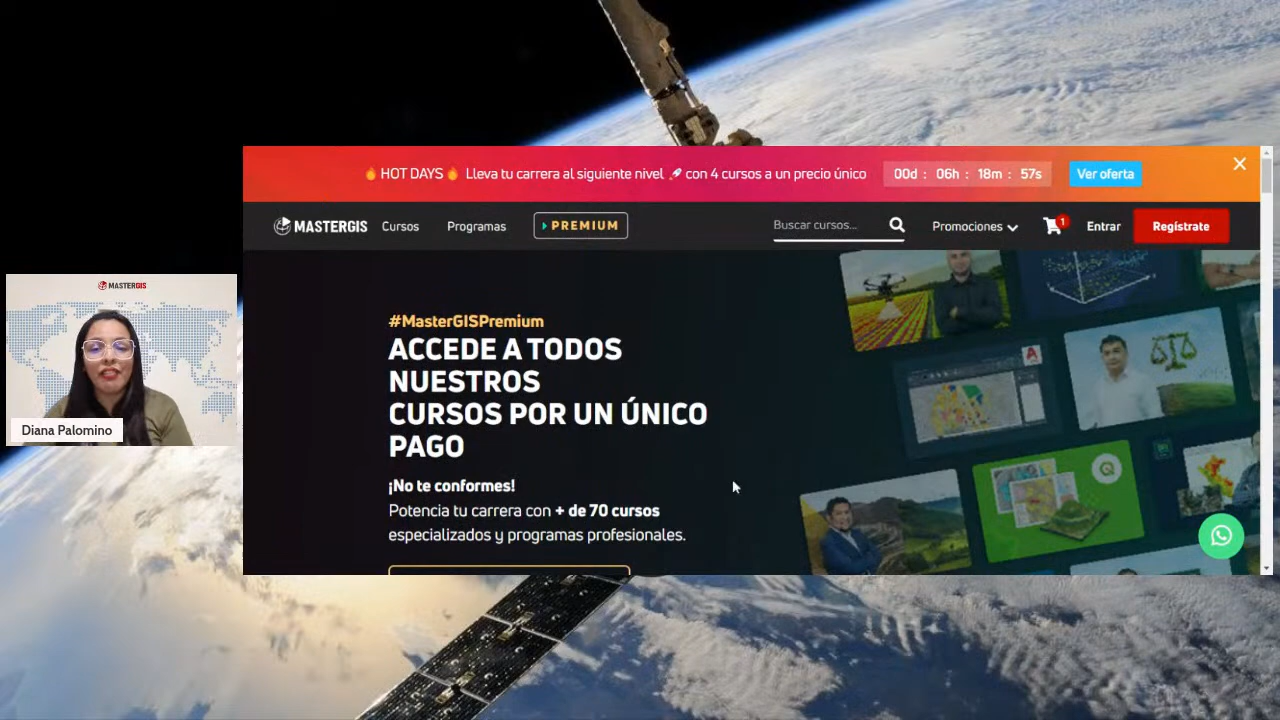 🔥 HOT DAYS 🔥 Lleva tu carrera al siguiente nivel 🚀 con 4 cursos a un precio único
00d : 06h : 18m : 57s
Ver oferta
MASTERGIS
Cursos
Programas
PREMIUM
Buscar cursos...
Promociones
1
Entrar
Regístrate
MASTERGIS
Diana Palomino
#MasterGISPremium
ACCEDE A TODOS
NUESTROS
CURSOS POR UN ÚNICO
PAGO
¡No te conformes!
Potencia tu carrera con + de 70 cursos
especializados y programas profesionales.
A
Q